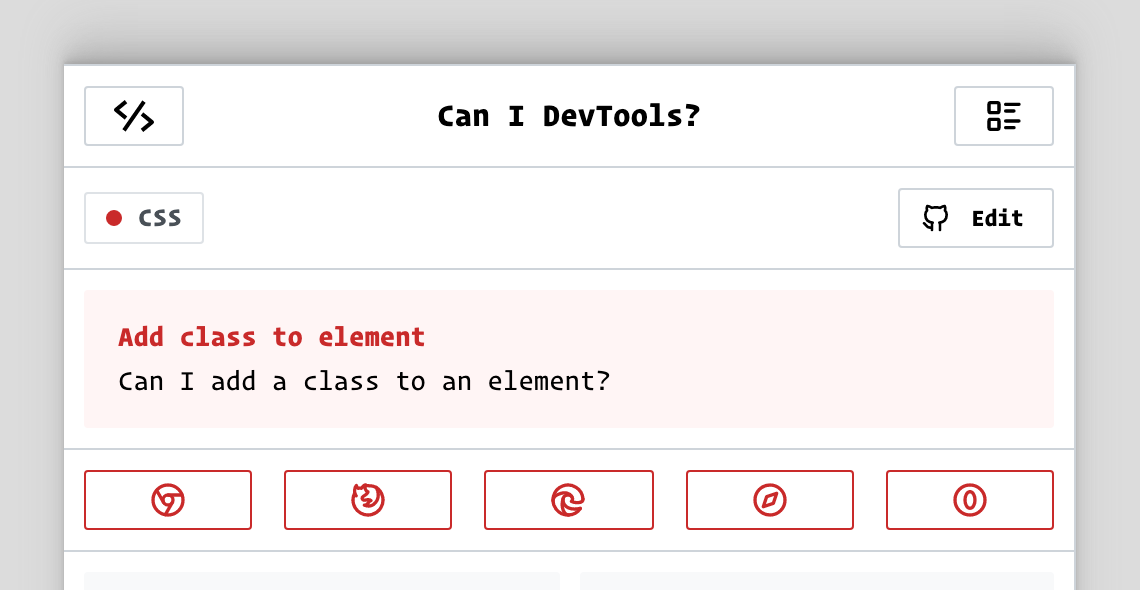 Can I DevTools?
CSS
Edit
Add class to element
Can I add a class to an element?